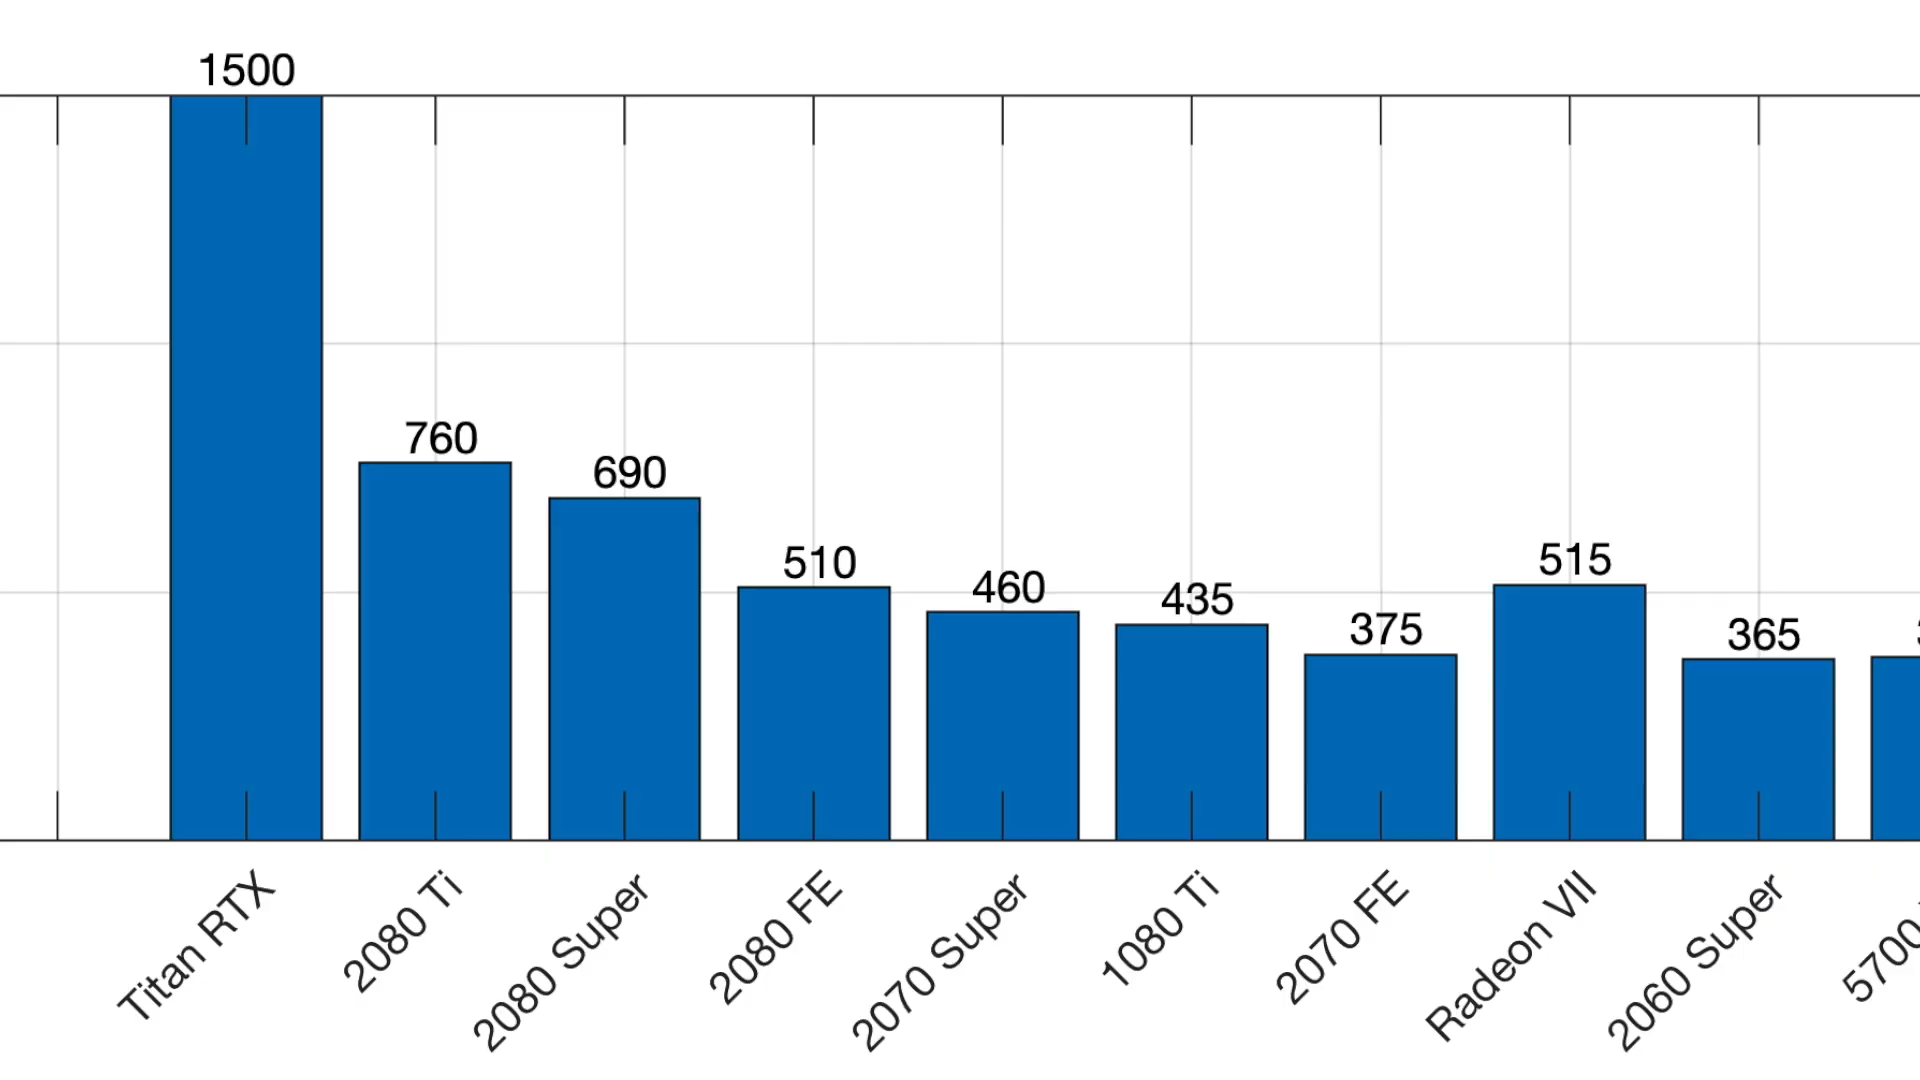 1500
760
690
510
460
435
375
515
365
Titan RTX
2080 Ti
2080 Super
2080 FE
2070 Super
1080 Ti
2070 FE
Radeon VII
2060 Super
5700